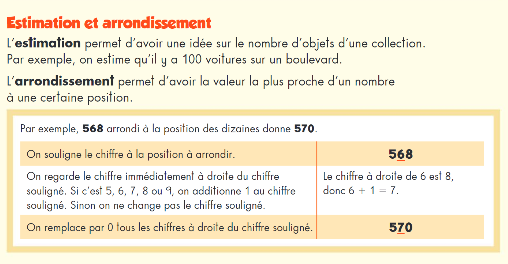 Estimation et arrondissement
L'estimation permet d'avoir une idée sur le nombre d'objets d'une collection.
Par exemple, on estime qu'il y a 100 voitures sur un boulevard.
L'arrondissement permet d'avoir la valeur la plus proche d'un nombre
à une certaine position.
Par exemple, 568 arrondi à la position des dizaines donne 570.
On souligne le chiffre à la position à arrondir.
568
On regarde le chiffre immédiatement à droite du chiffre
souligné. Si c'est 5, 6, 7, 8 ou 9, on additionne 1 au chiffre
souligné. Sinon on ne change pas le chiffre souligné.
Le chiffre à droite de 6 est 8,
donc 6 + 1 = 7.
On remplace par 0 tous les chiffres à droite du chiffre souligné.
570